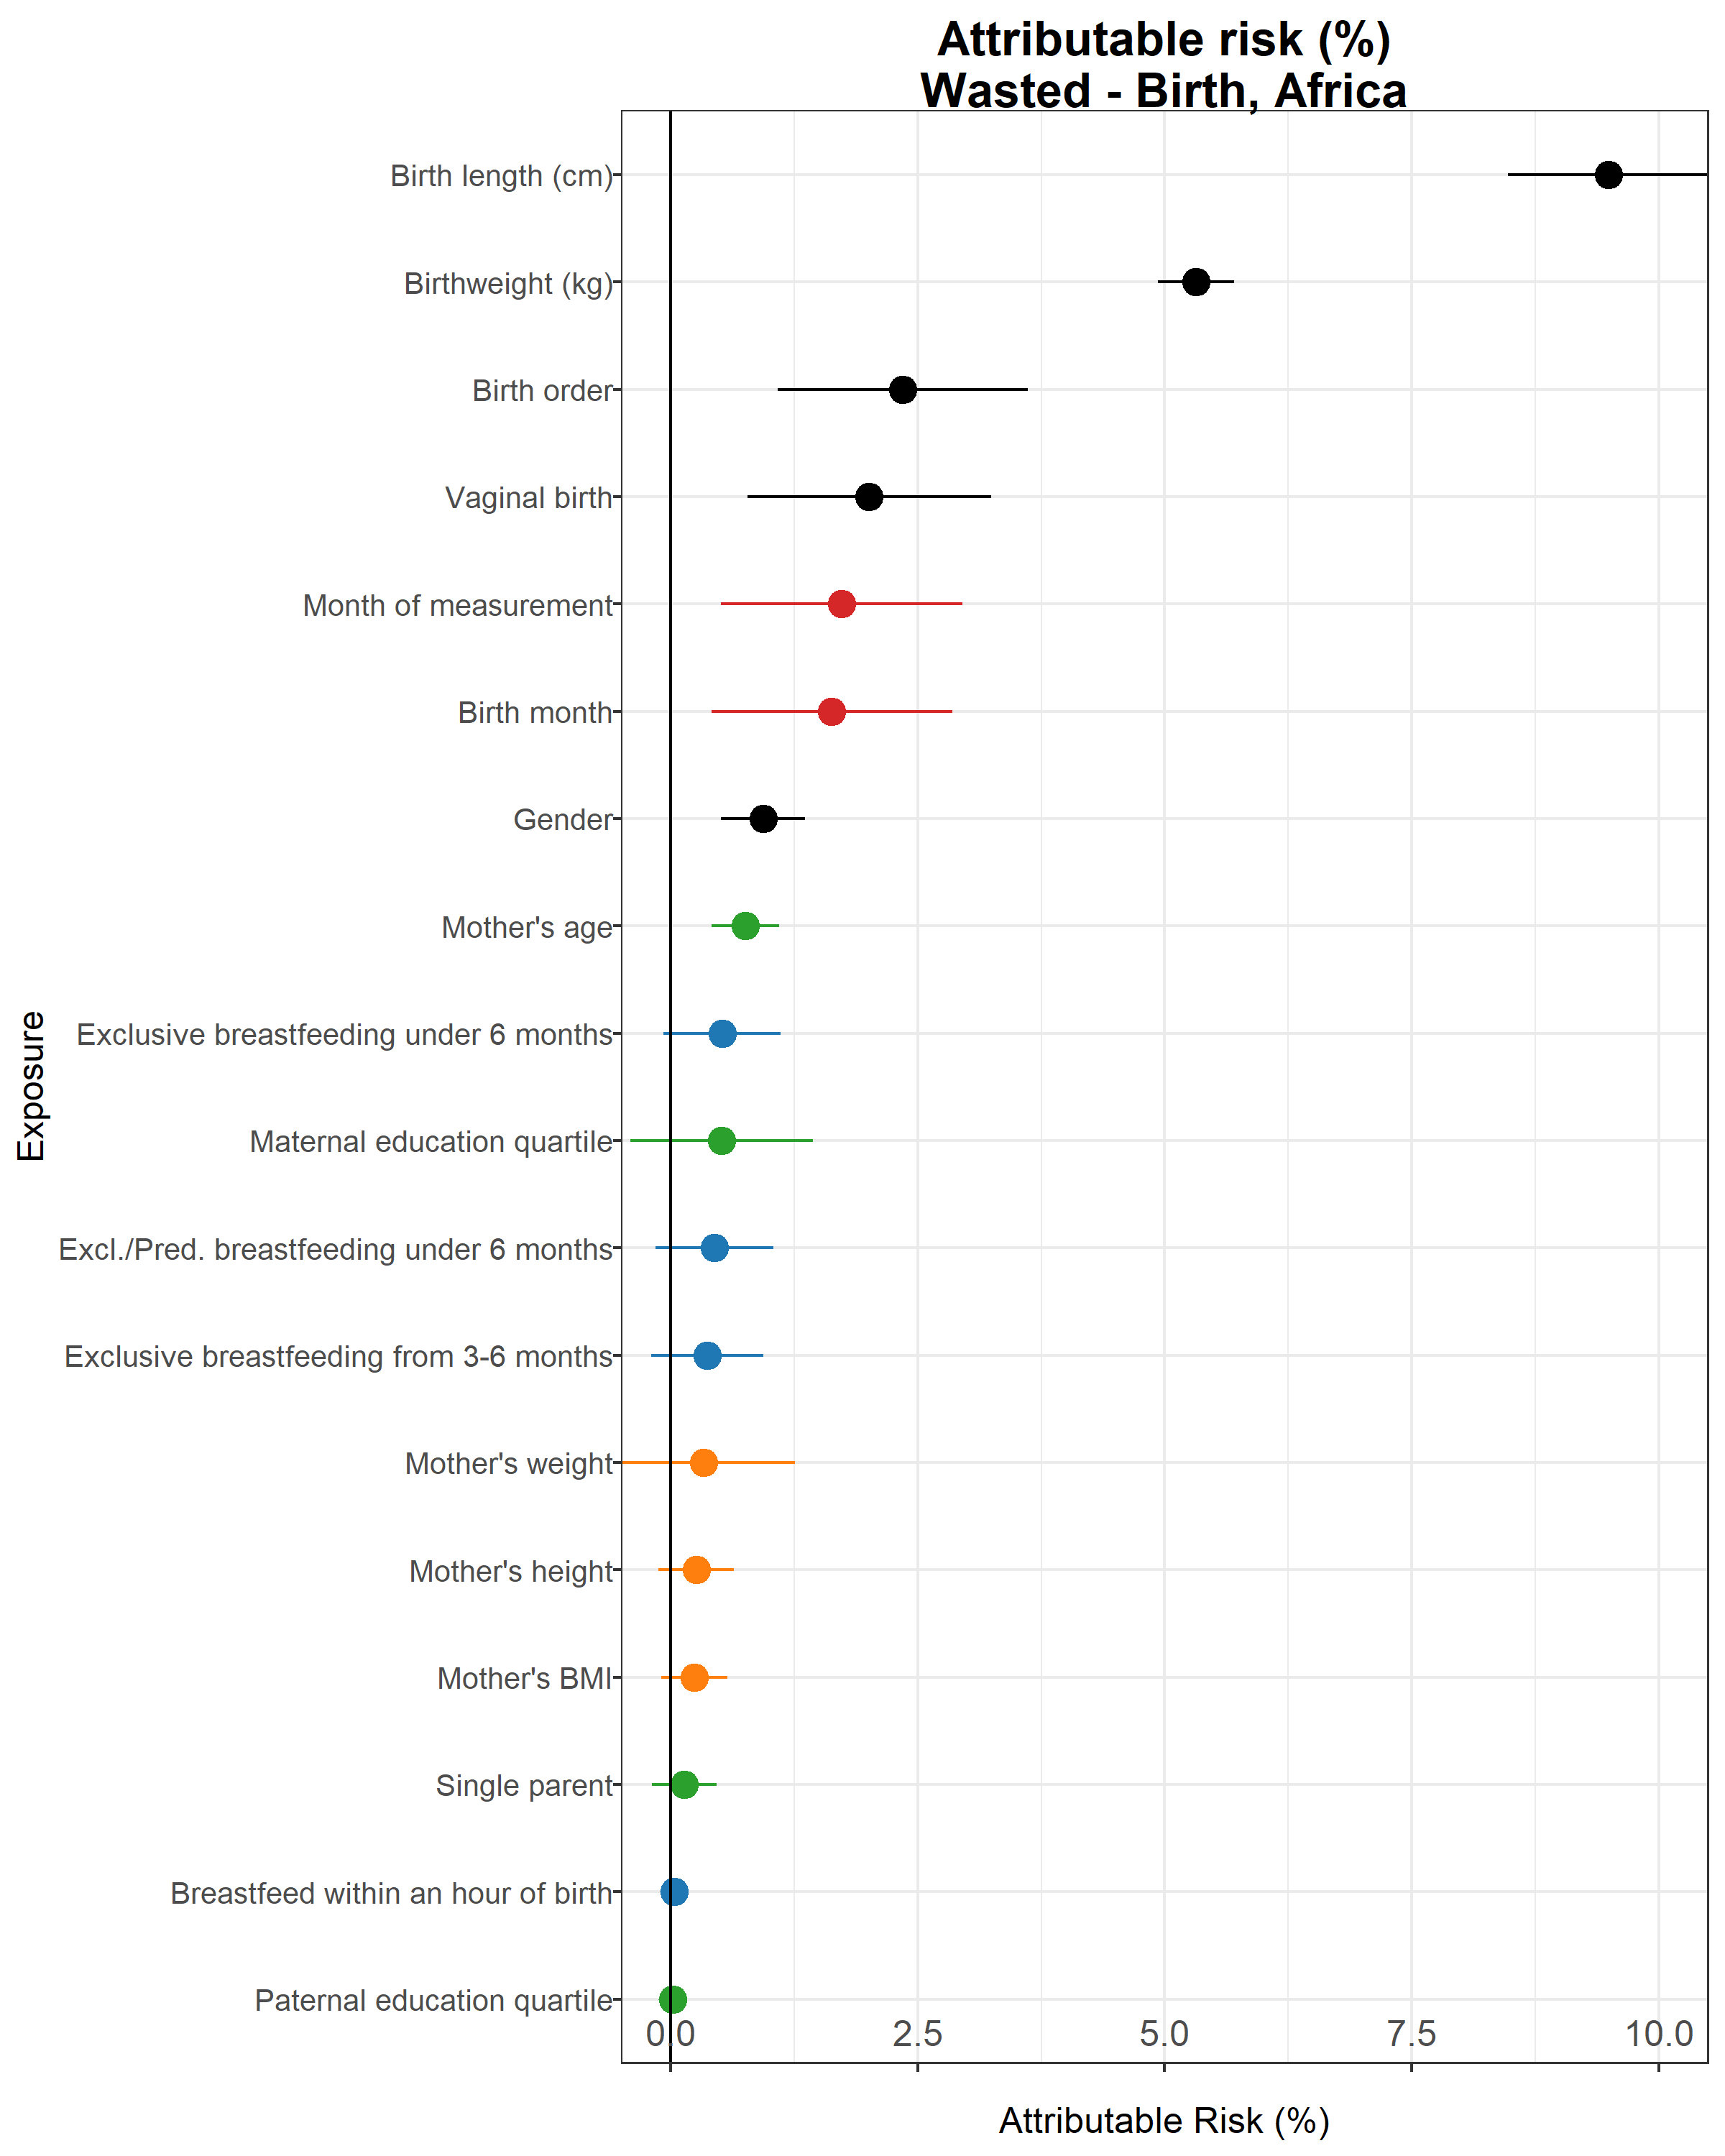 Attributable risk (%)
Wasted - Birth, Africa
Exposure
Birth length (cm)
Birthweight (kg)
Birth order
Vaginal birth
Month of measurement
Birth month
Gender
Mother's age
Exclusive breastfeeding under 6 months
Maternal education quartile
Excl./Pred. breastfeeding under 6 months
Exclusive breastfeeding from 3-6 months
Mother's weight
Mother's height
Mother's BMI
Single parent
Breastfeed within an hour of birth
Paternal education quartile
0.0 2.5 5.0 7.5 10.0
Attributable Risk (%)